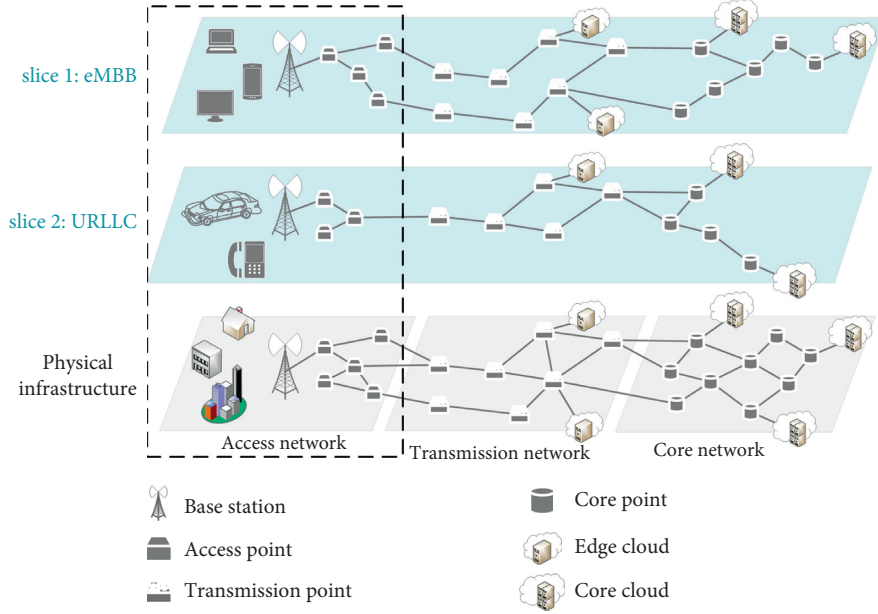 slice 1: eMBB
slice 2: URLLC
Physical
infrastructure
Access network
Transmission network
Core network
Base station
Core point
Access point
Edge cloud
Transmission point
Core cloud